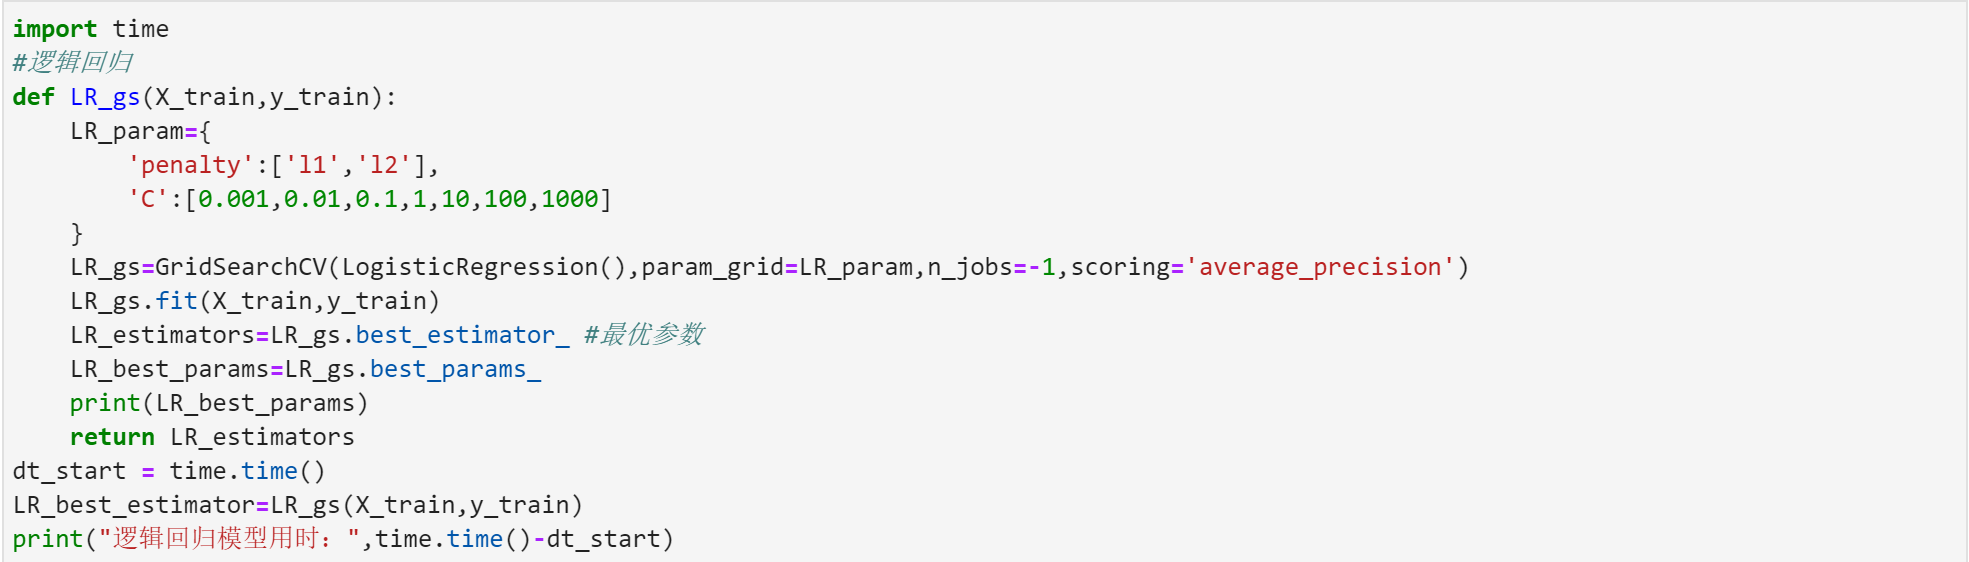 import time
#逻辑回归
def LR_gs(X_train,y_train):
    LR_param={
        'penalty':['l1','l2'],
        'C':[0.001,0.01,0.1,1,10,100,1000]
    }
    LR_gs=GridSearchCV(LogisticRegression(),param_grid=LR_param,n_jobs=-1,scoring='average_precision')
    LR_gs.fit(X_train,y_train)
    LR_estimators=LR_gs.best_estimator_ #最优参数
    LR_best_params=LR_gs.best_params_
    print(LR_best_params)
    return LR_estimators
dt_start = time.time()
LR_best_estimator=LR_gs(X_train,y_train)
print("逻辑回归模型用时：",time.time()-dt_start)